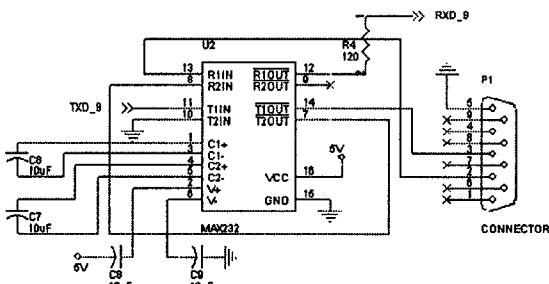 RXD_9
U2
R4
120
13 R1IN R1OUT 12
8 R2IN R2OUT 9
TXD_9
11 T1IN T1OUT 14
10 T2IN T2OUT 7
1 C1+
3 C1-
4 C2+
5 C2-
2 V+
6 V-
VCC 16
GND 15
5V
MAX232
C6
10uF
C7
10uF
5V
C8
C9
P1
5
9
4
8
3
7
2
6
1
CONNECTOR